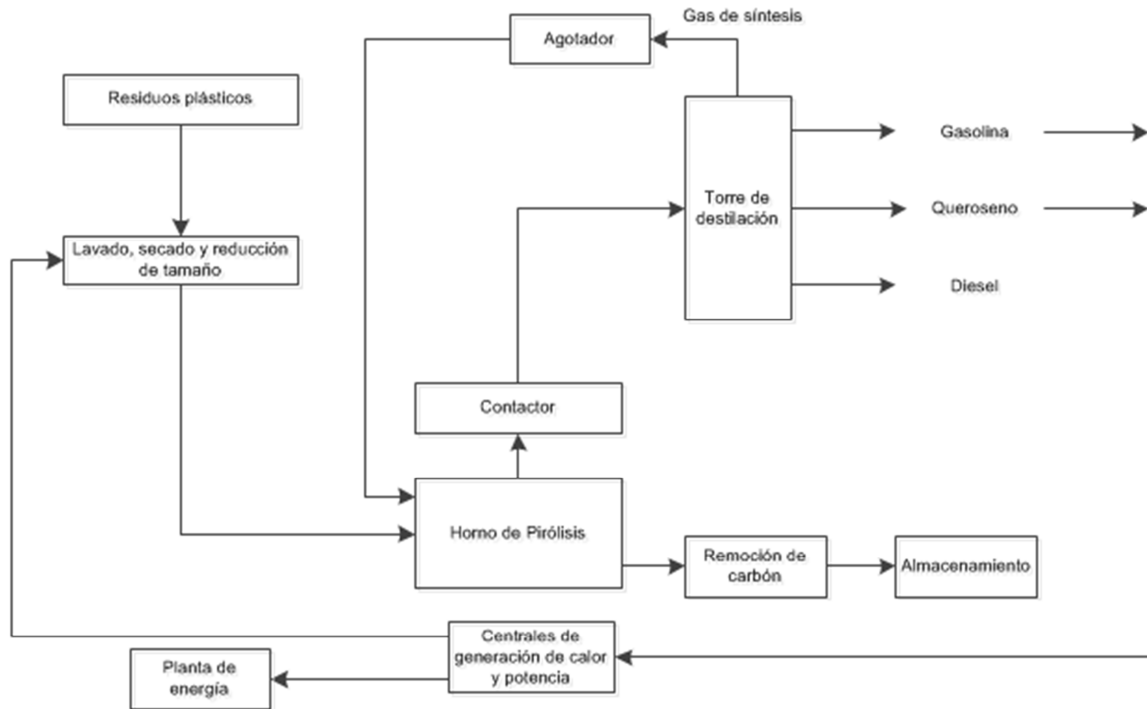 Gas de síntesis
Agotador
Residuos plásticos
Gasolina
Torre de
destilación
Queroseno
Lavado, secado y reducción
de tamaño
Diesel
Contactor
Horno de Pirólisis
Remoción de
carbón
Almacenamiento
Centrales de
generación de calor
y potencia
Planta de
energía